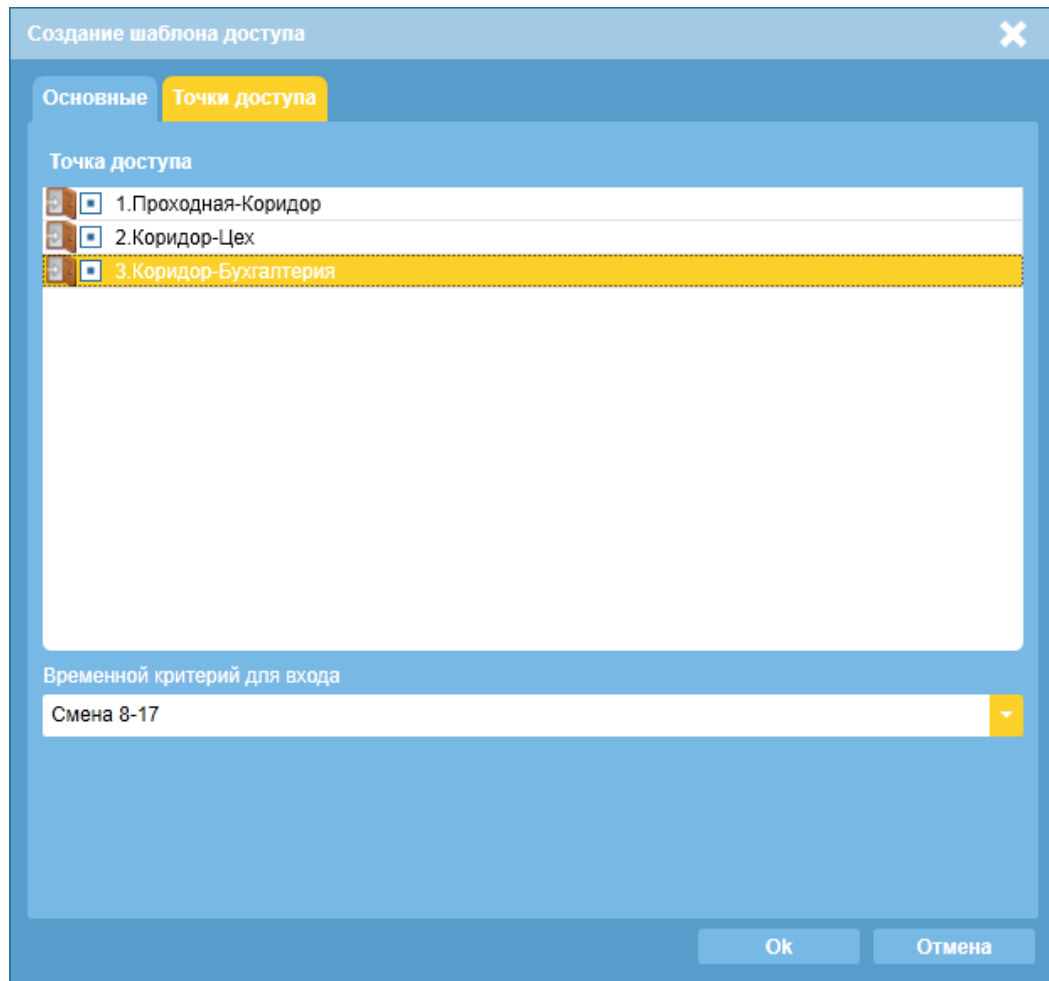 Создание шаблона доступа
Основные Точки доступа
Точка доступа
1.Проходная-Коридор
2.Коридор-Цех
3.Коридор-Бухгалтерия
Временной критерий для входа
Смена 8-17
Ok Отмена